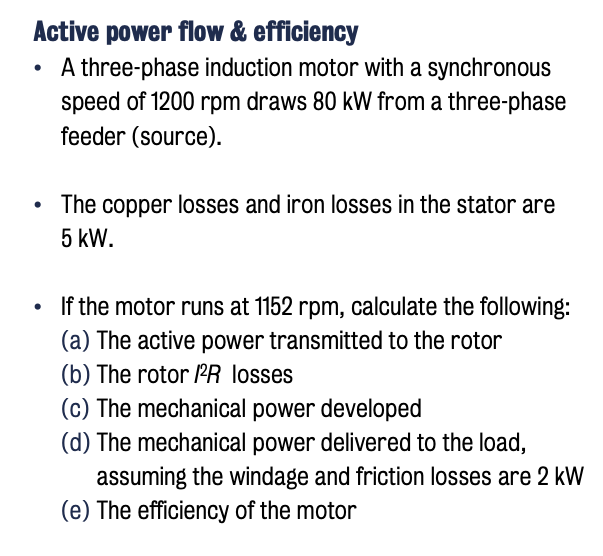 Active power flow & efficiency
• A three-phase induction motor with a synchronous
speed of 1200 rpm draws 80 kW from a three-phase
feeder (source).
• The copper losses and iron losses in the stator are
5 kW.
• If the motor runs at 1152 rpm, calculate the following:
(a) The active power transmitted to the rotor
(b) The rotor I²R losses
(c) The mechanical power developed
(d) The mechanical power delivered to the load,
assuming the windage and friction losses are 2 kW
(e) The efficiency of the motor